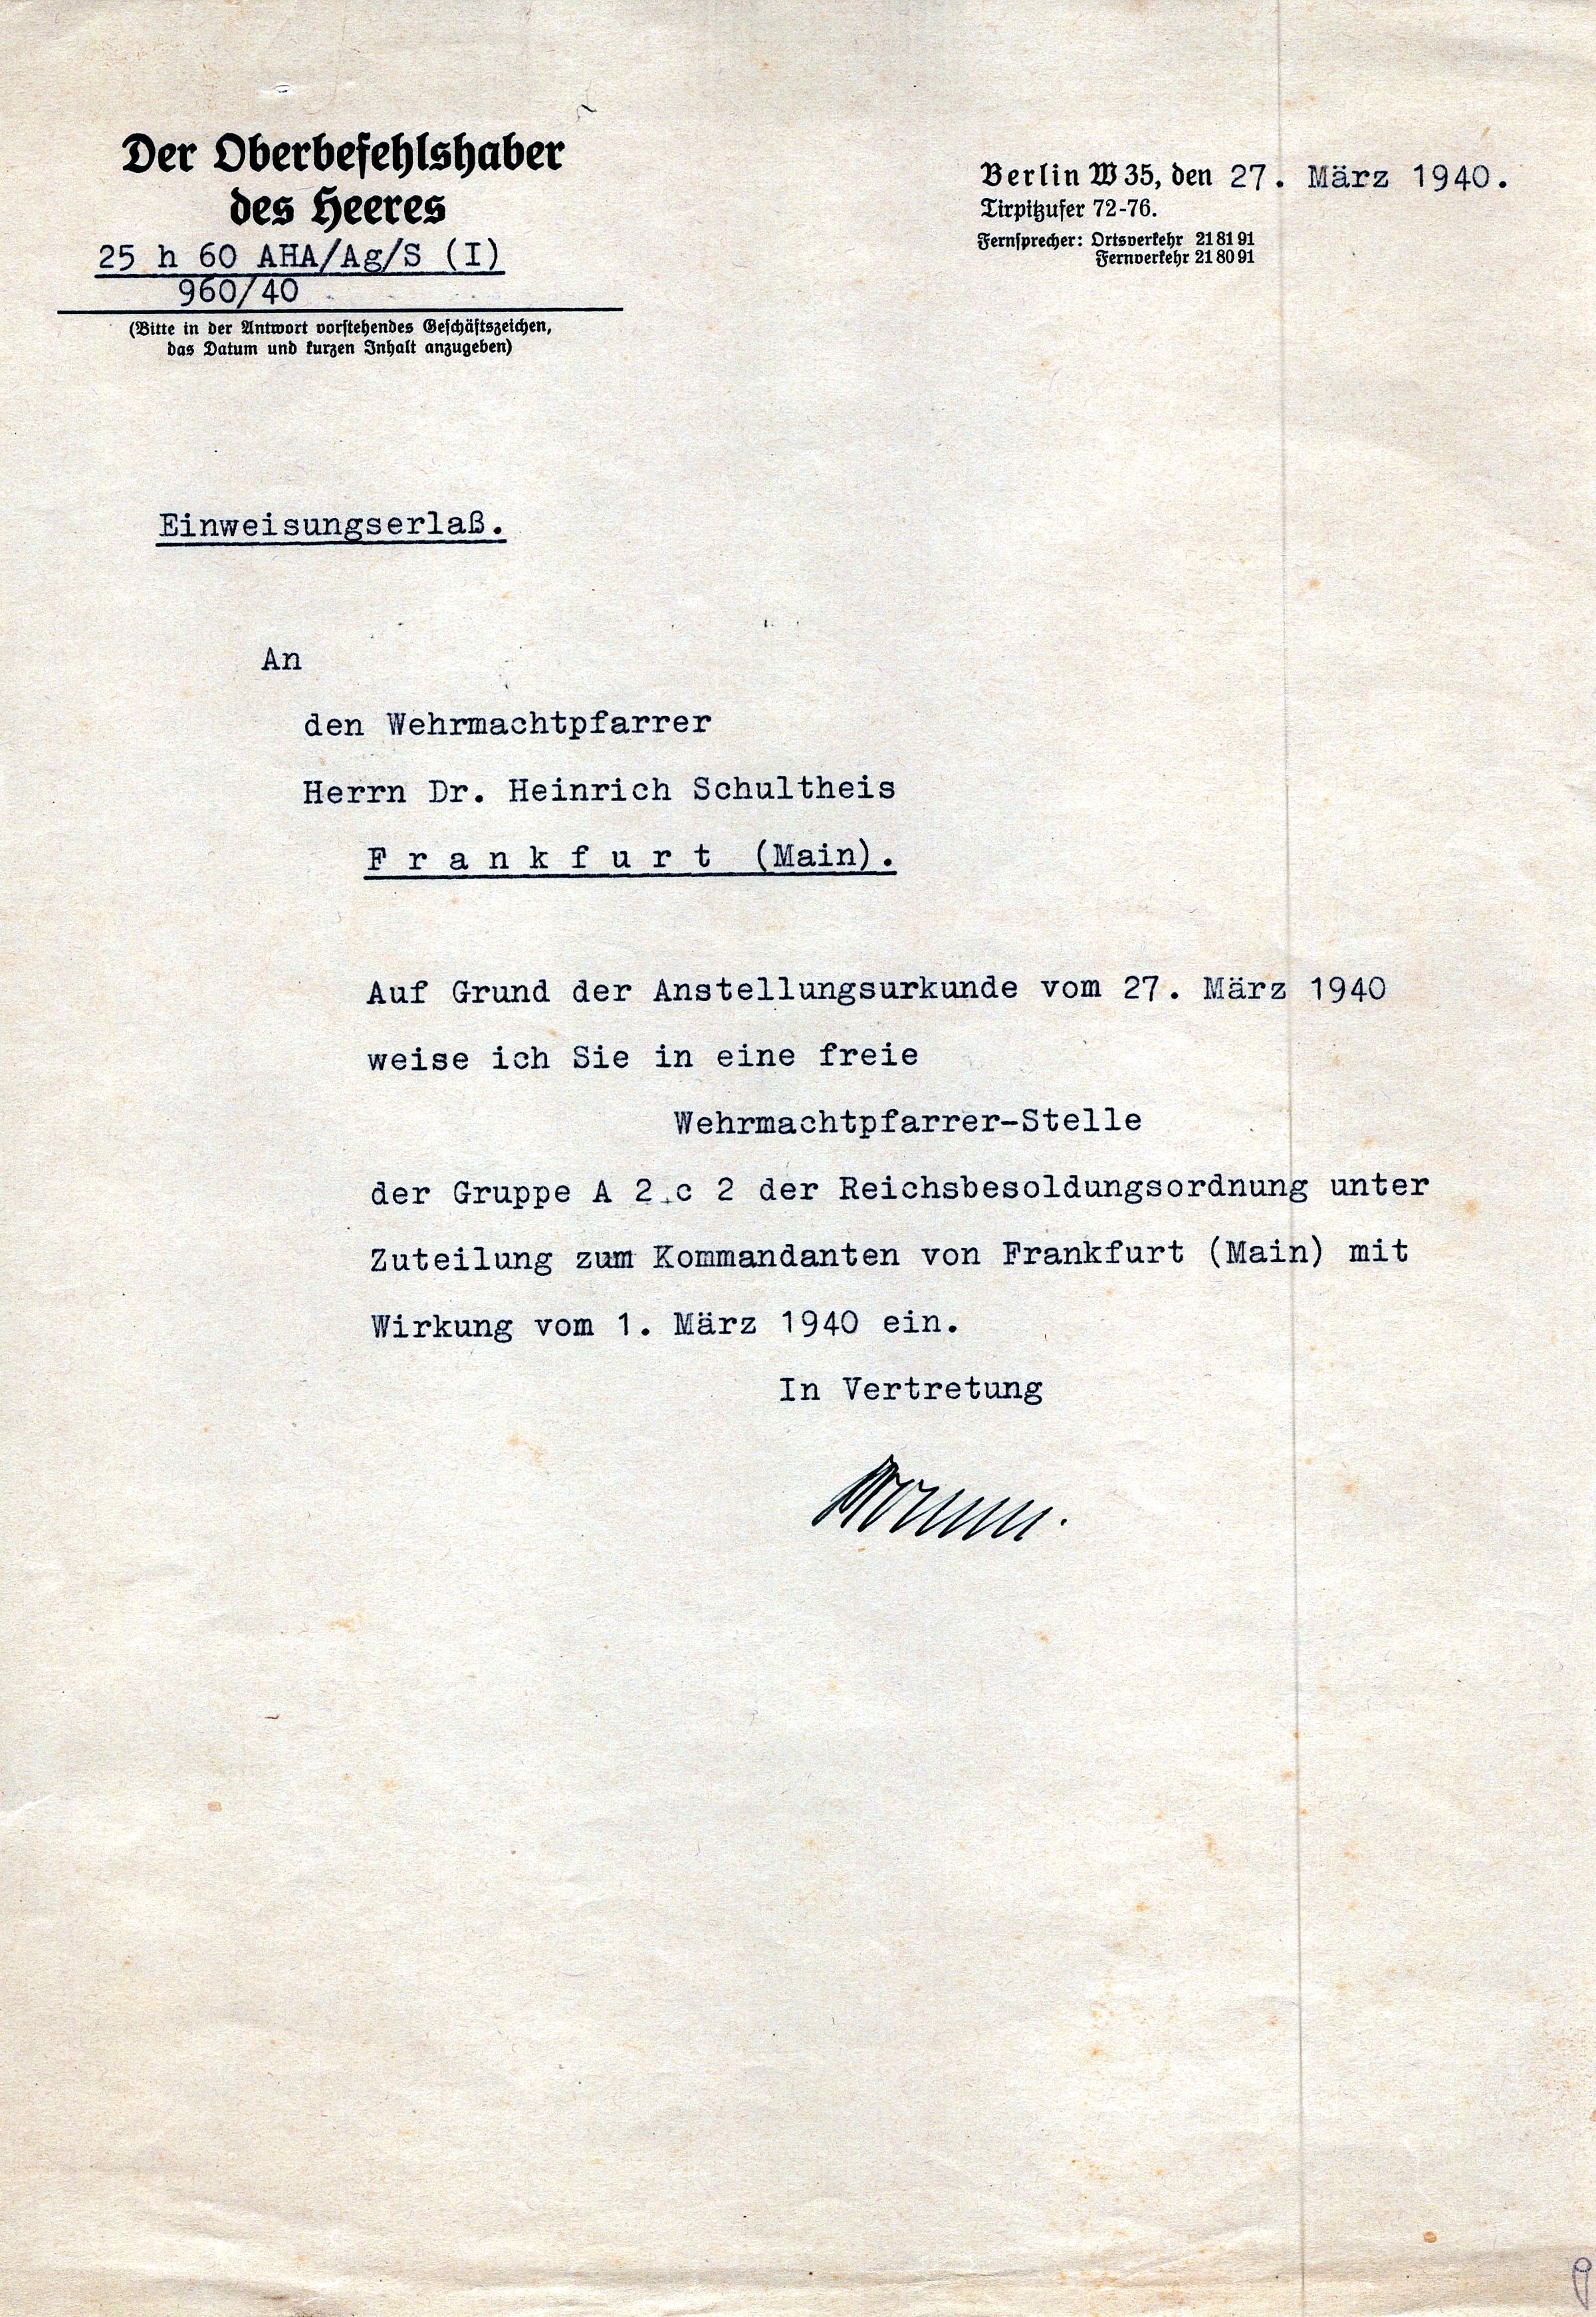 Der Oberbefehlshaber
des Heeres
25 h 60 AHA/Ag/S (I)
960/40
(Bitte in der Antwort vorstehendes Geschäftszeichen,
das Datum und kurzen Inhalt anzugeben)
Berlin W 35, den 27. März 1940.
Tirpitzufer 72-76.
Fernsprecher: Ortsverkehr 21 81 91
Fernverkehr 21 80 91
Einweisungserlaß.
An
den Wehrmachtpfarrer
Herrn Dr. Heinrich Schultheis
F r a n k f u r t (Main).
Auf Grund der Anstellungsurkunde vom 27. März 1940
weise ich Sie in eine freie
Wehrmachtpfarrer-Stelle
der Gruppe A 2 c 2 der Reichsbesoldungsordnung unter
Zuteilung zum Kommandanten von Frankfurt (Main) mit
Wirkung vom 1. März 1940 ein.
In Vertretung